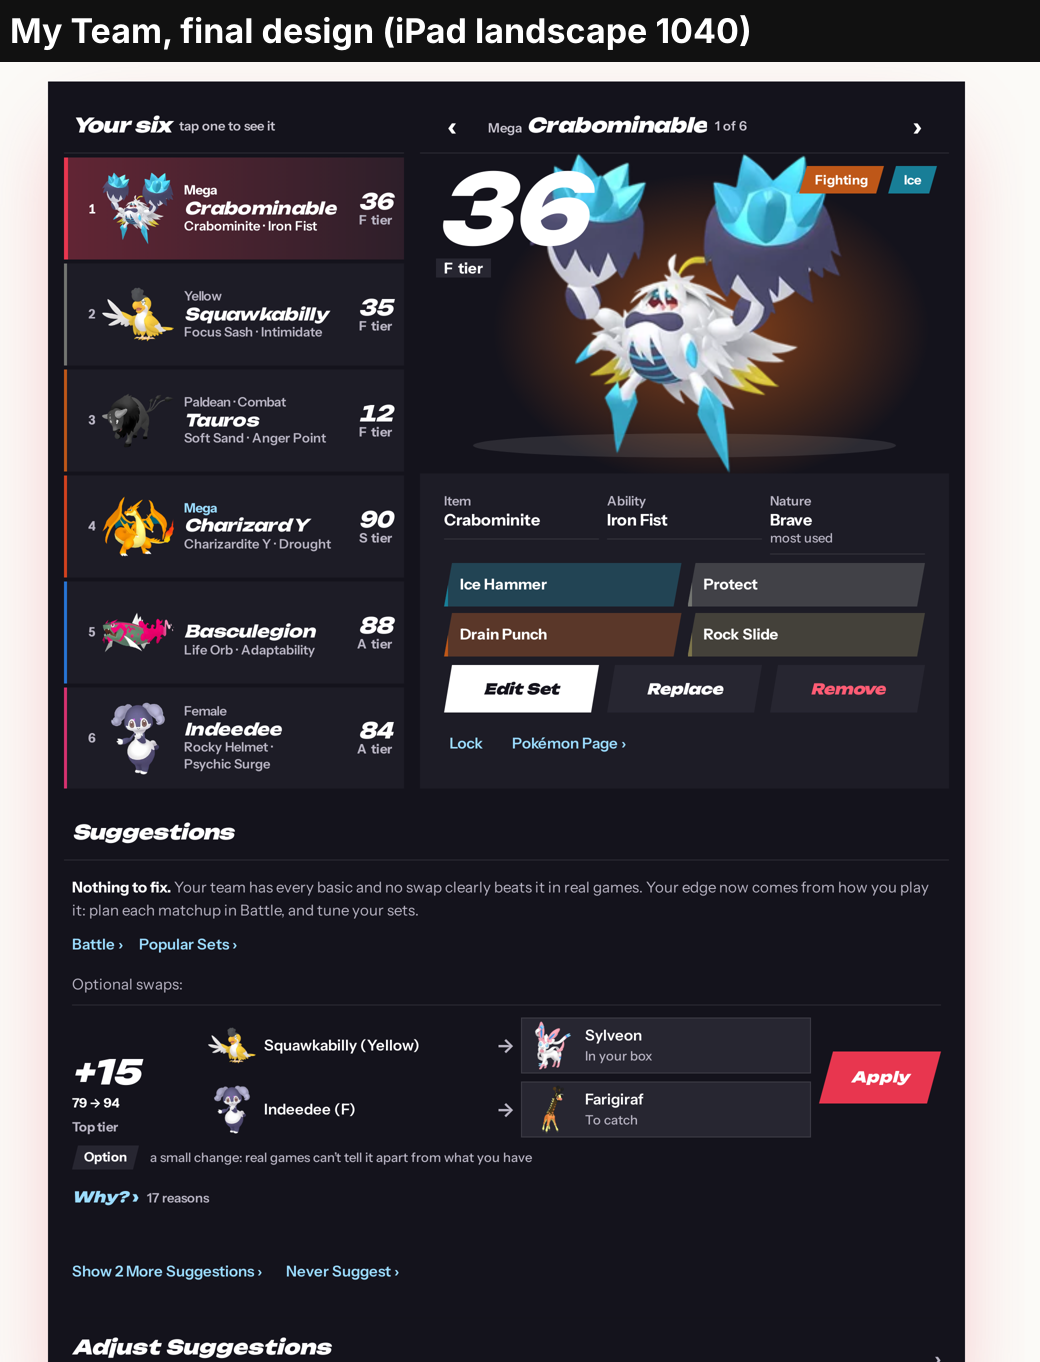 My Team, final design (iPad landscape 1040)
Your six tap one to see it
1
Mega
Crabominable
Crabominite · Iron Fist
36
F tier
2
Yellow
Squawkabilly
Focus Sash · Intimidate
35
F tier
3
Paldean · Combat
Tauros
Soft Sand · Anger Point
12
F tier
4
Mega
Charizard Y
Charizardite Y · Drought
90
S tier
5
Basculegion
Life Orb · Adaptability
88
A tier
6
Female
Indeedee
Rocky Helmet ·
Psychic Surge
84
A tier
‹ Mega Crabominable 1 of 6 ›
36
F tier
Fighting Ice
Item
Crabominite
Ability
Iron Fist
Nature
Brave
most used
Ice Hammer Protect
Drain Punch Rock Slide
Edit Set Replace Remove
Lock Pokémon Page ›
Suggestions
Nothing to fix. Your team has every basic and no swap clearly beats it in real games. Your edge now comes from how you play
it: plan each matchup in Battle, and tune your sets.
Battle › Popular Sets ›
Optional swaps:
+15
79 → 94
Top tier
Squawkabilly (Yellow) →
Sylveon
In your box
Indeedee (F) →
Farigiraf
To catch
Apply
Option a small change: real games can't tell it apart from what you have
Why? › 17 reasons
Show 2 More Suggestions › Never Suggest ›
Adjust Suggestions ›